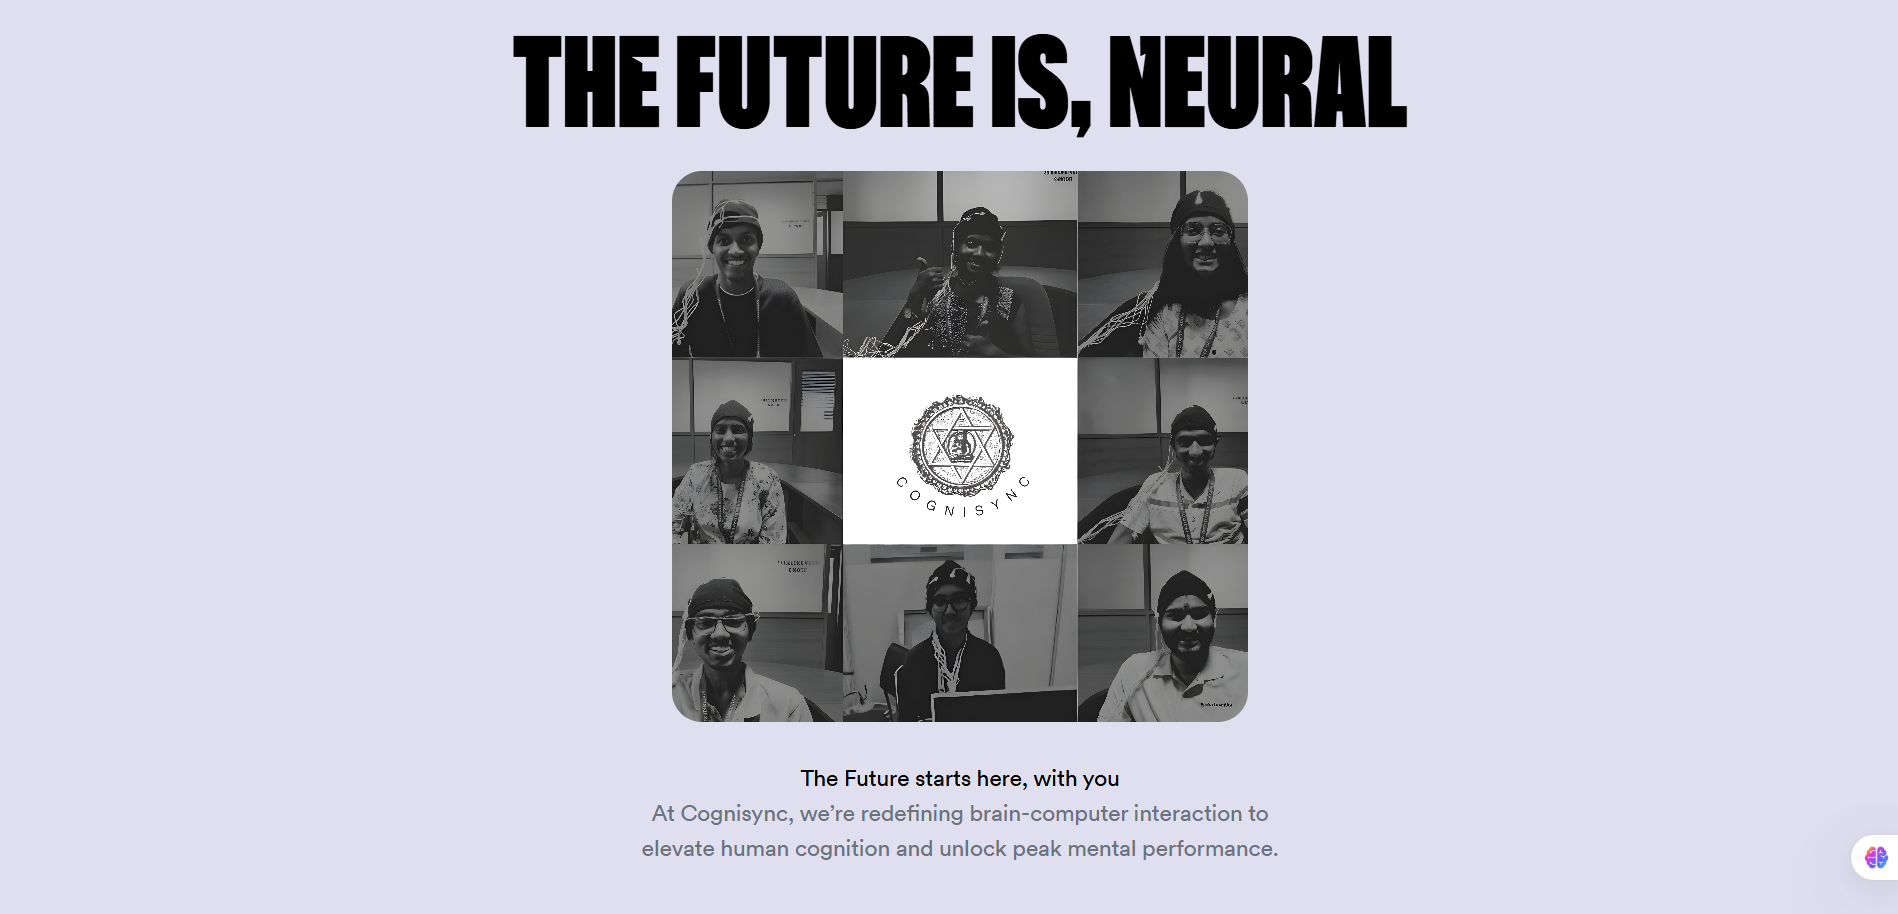 THE FUTURE IS, NEURAL
COGNISYNC
The Future starts here, with you
At Cognisync, we’re redefining brain-computer interaction to
elevate human cognition and unlock peak mental performance.